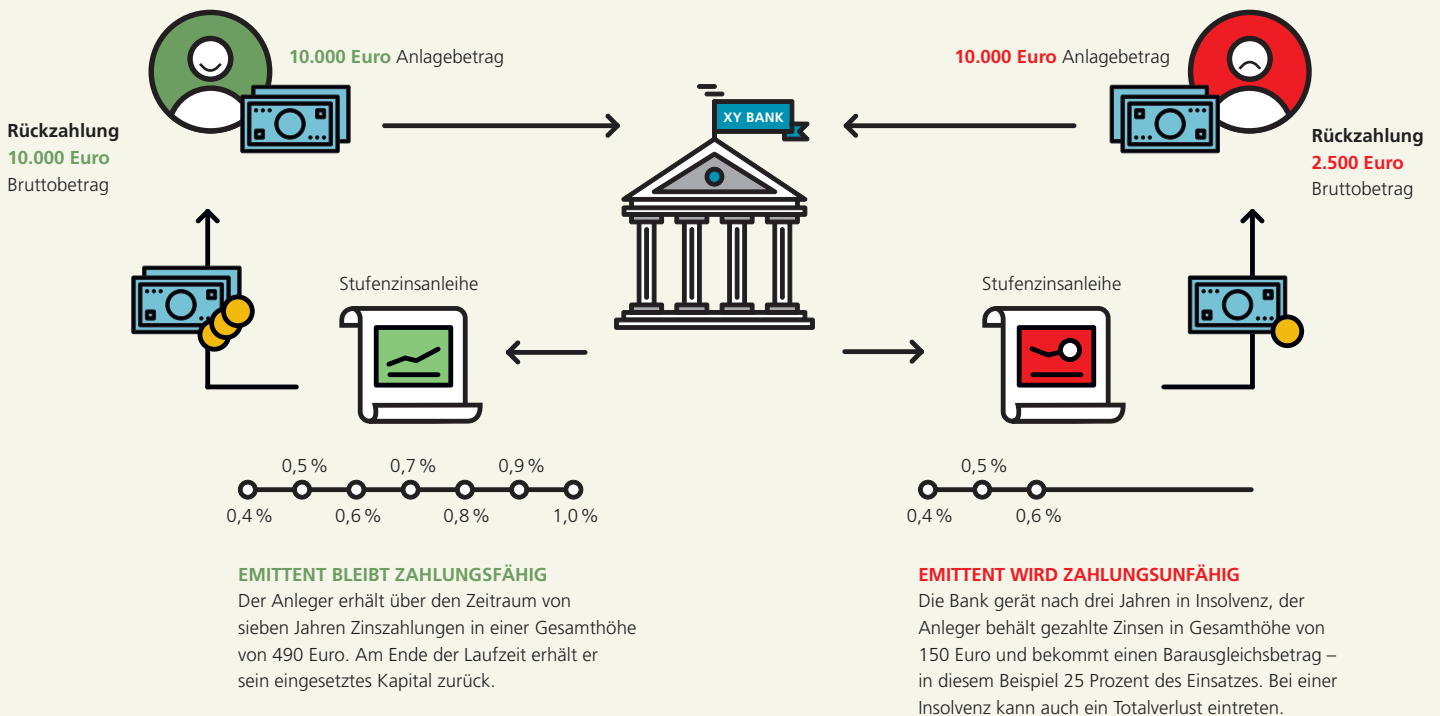 10.000 Euro Anlagebetrag
Rückzahlung
10.000 Euro
Bruttobetrag
XY BANK
10.000 Euro Anlagebetrag
Rückzahlung
2.500 Euro
Bruttobetrag
Stufenzinsanleihe
0,5 % 0,7 % 0,9 %
0,4 % 0,6 % 0,8 % 1,0 %
EMITTENT BLEIBT ZAHLUNGSFÄHIG
Der Anleger erhält über den Zeitraum von
sieben Jahren Zinszahlungen in einer Gesamthöhe
von 490 Euro. Am Ende der Laufzeit erhält er
sein eingesetztes Kapital zurück.
Stufenzinsanleihe
0,5 %
0,4 % 0,6 %
EMITTENT WIRD ZAHLUNGSUNFÄHIG
Die Bank gerät nach drei Jahren in Insolvenz, der
Anleger behält gezahlte Zinsen in Gesamthöhe von
150 Euro und bekommt einen Barausgleichsbetrag –
in diesem Beispiel 25 Prozent des Einsatzes. Bei einer
Insolvenz kann auch ein Totalverlust eintreten.